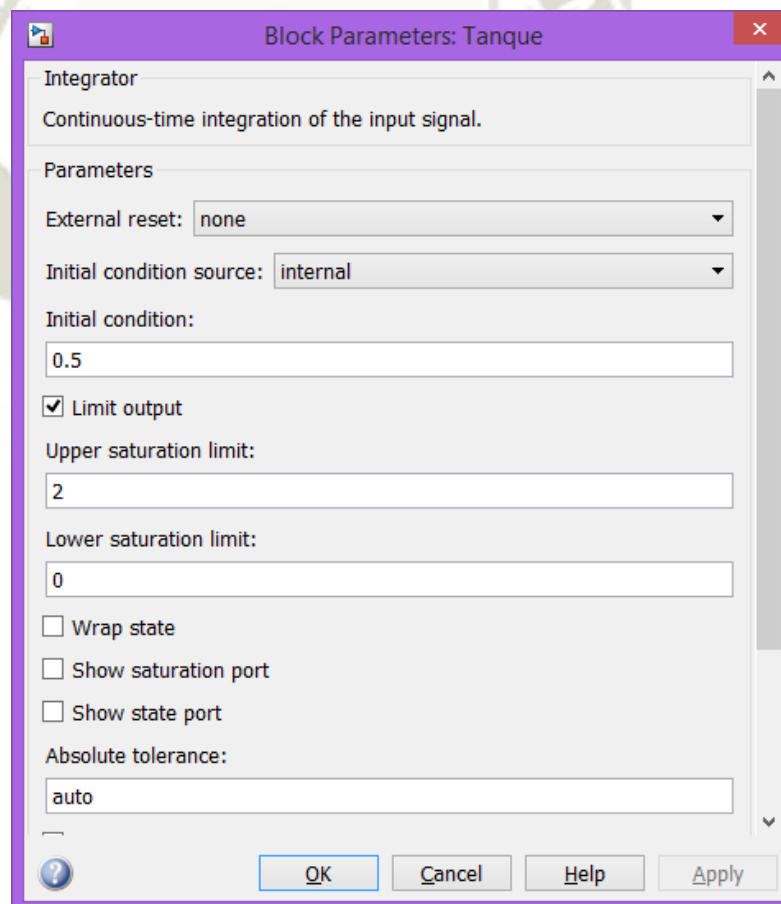 Block Parameters: Tanque
Integrator
Continuous-time integration of the input signal.
Parameters
External reset: none
Initial condition source: internal
Initial condition:
0.5
Limit output
Upper saturation limit:
2
Lower saturation limit:
0
Wrap state
Show saturation port
Show state port
Absolute tolerance:
auto
OK Cancel Help Apply